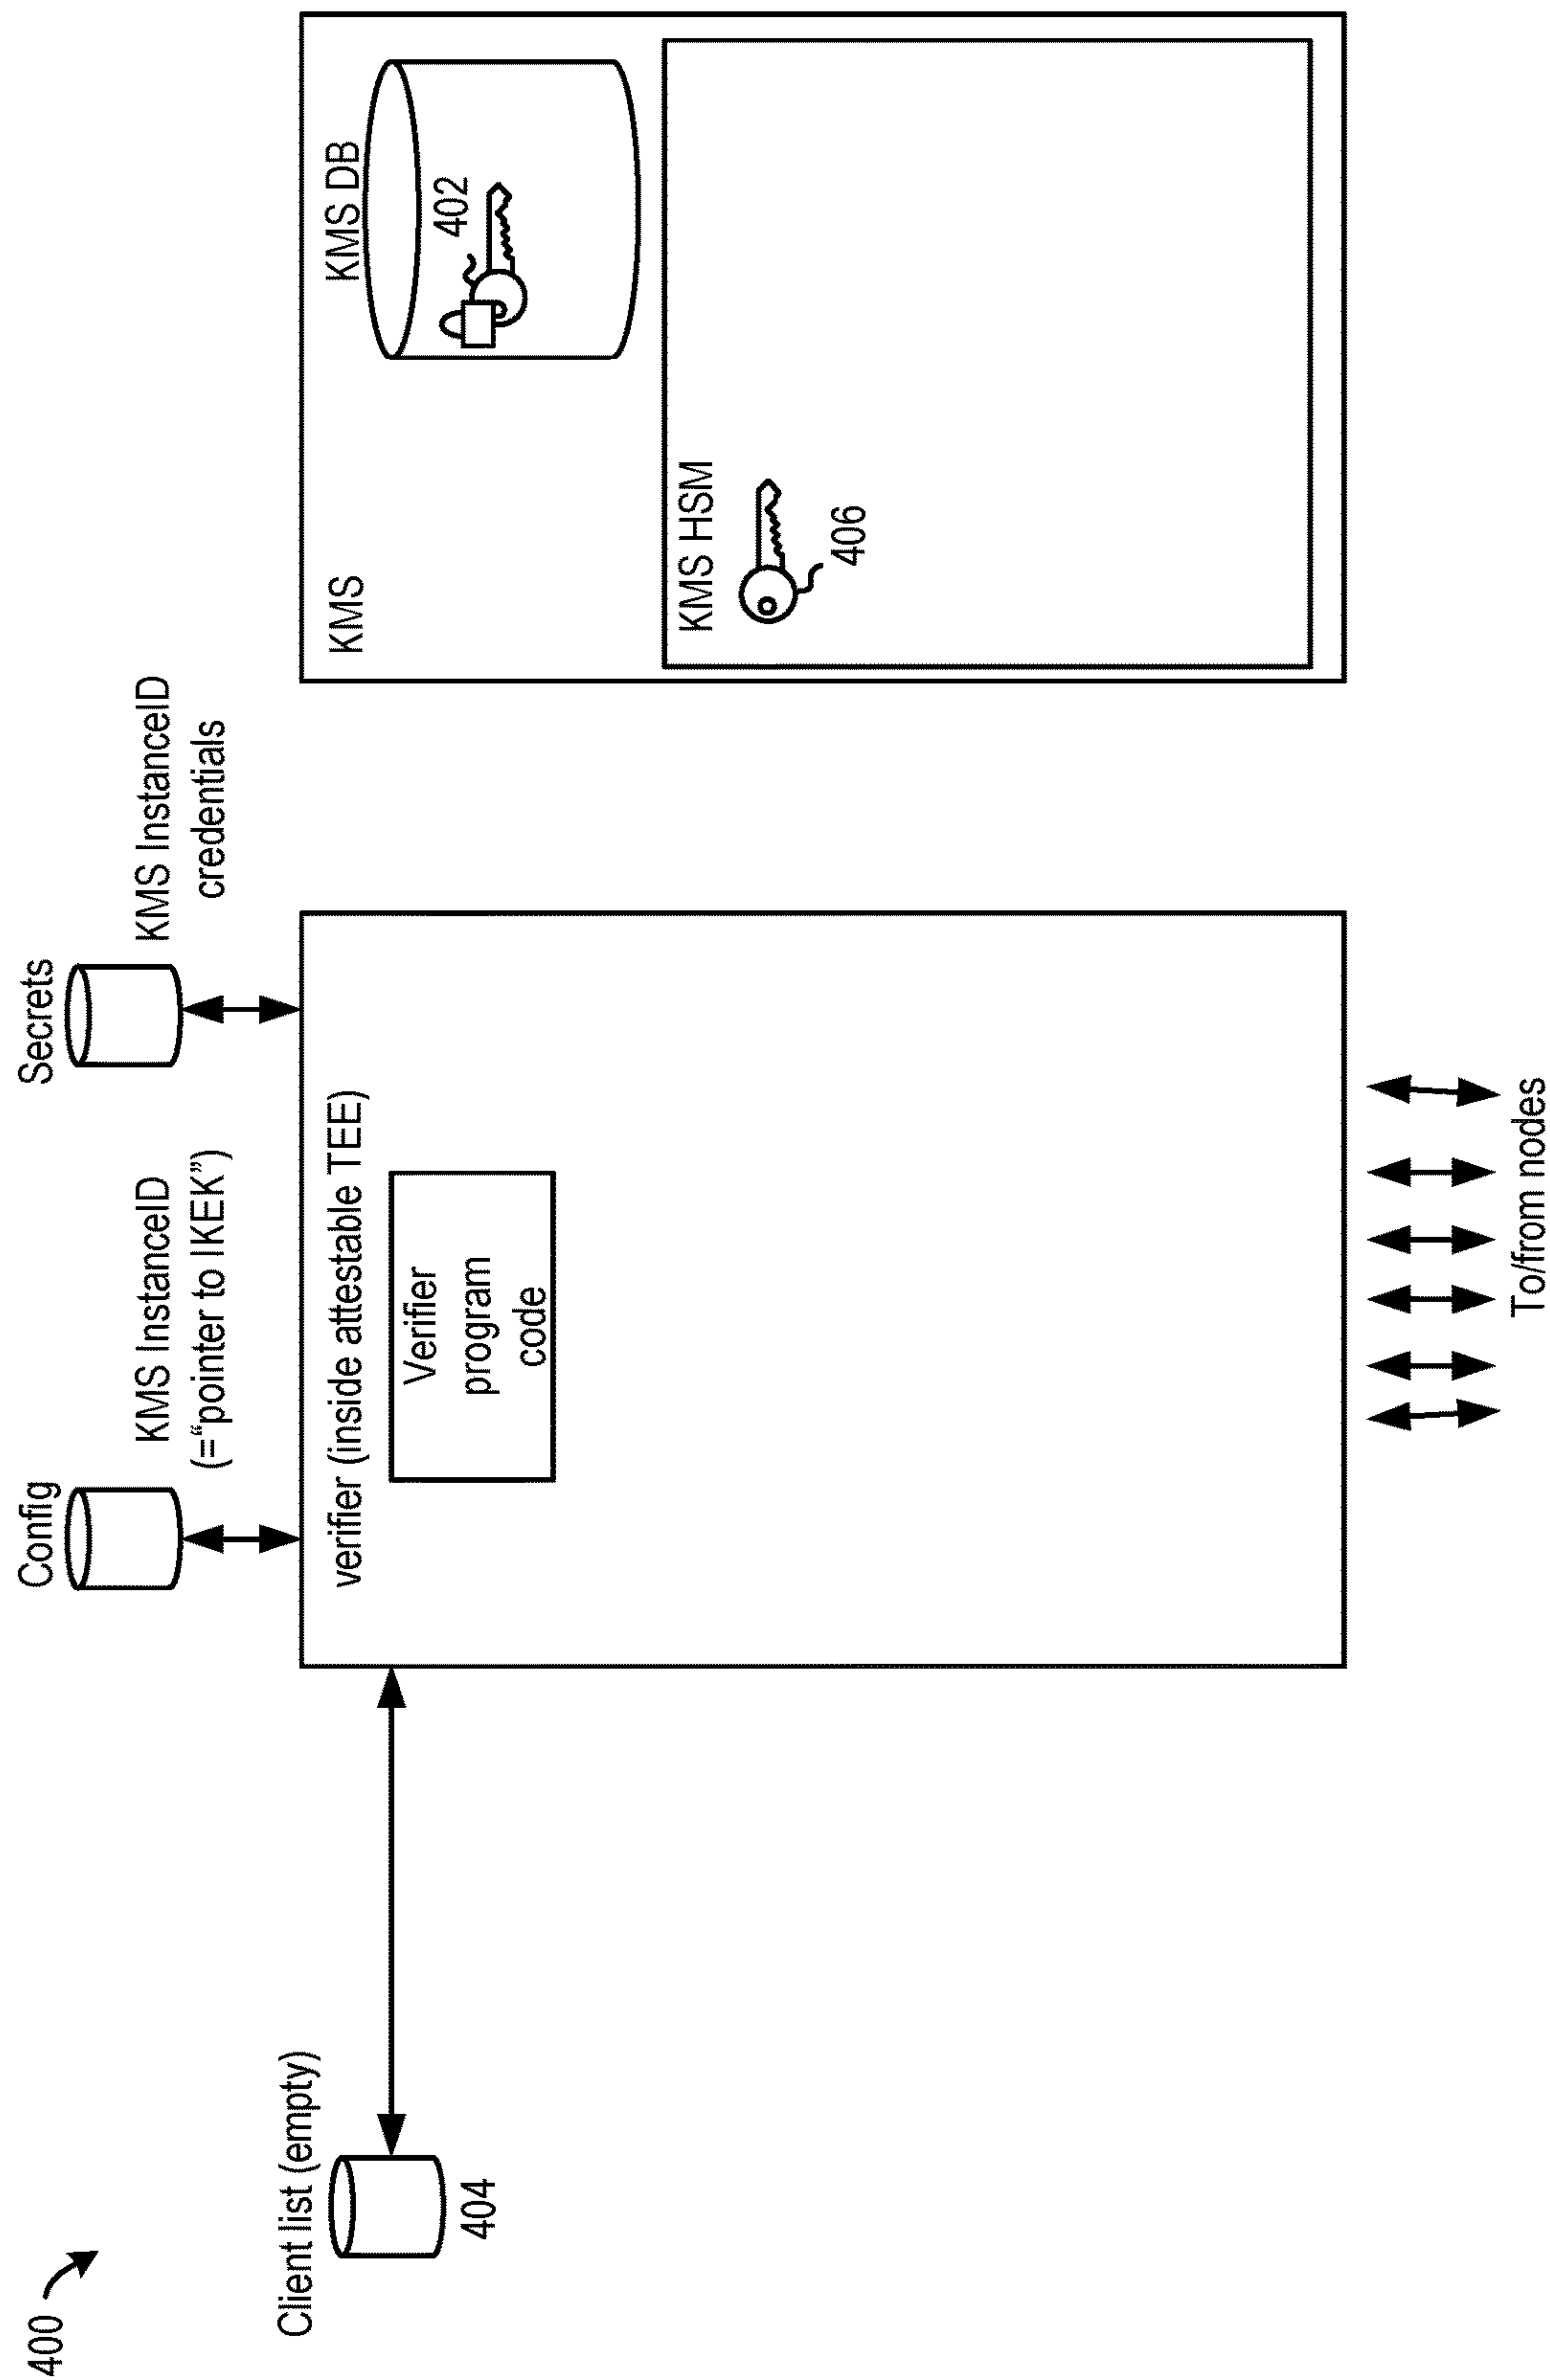 400
Config
KMS InstanceID
(=“pointer to IKEK”)
Secrets
KMS InstanceID
credentials
Client list (empty)
404
verifier (inside attestable TEE)
Verifier
program
code
To/from nodes
KMS
KMS DB
402
KMS HSM
406